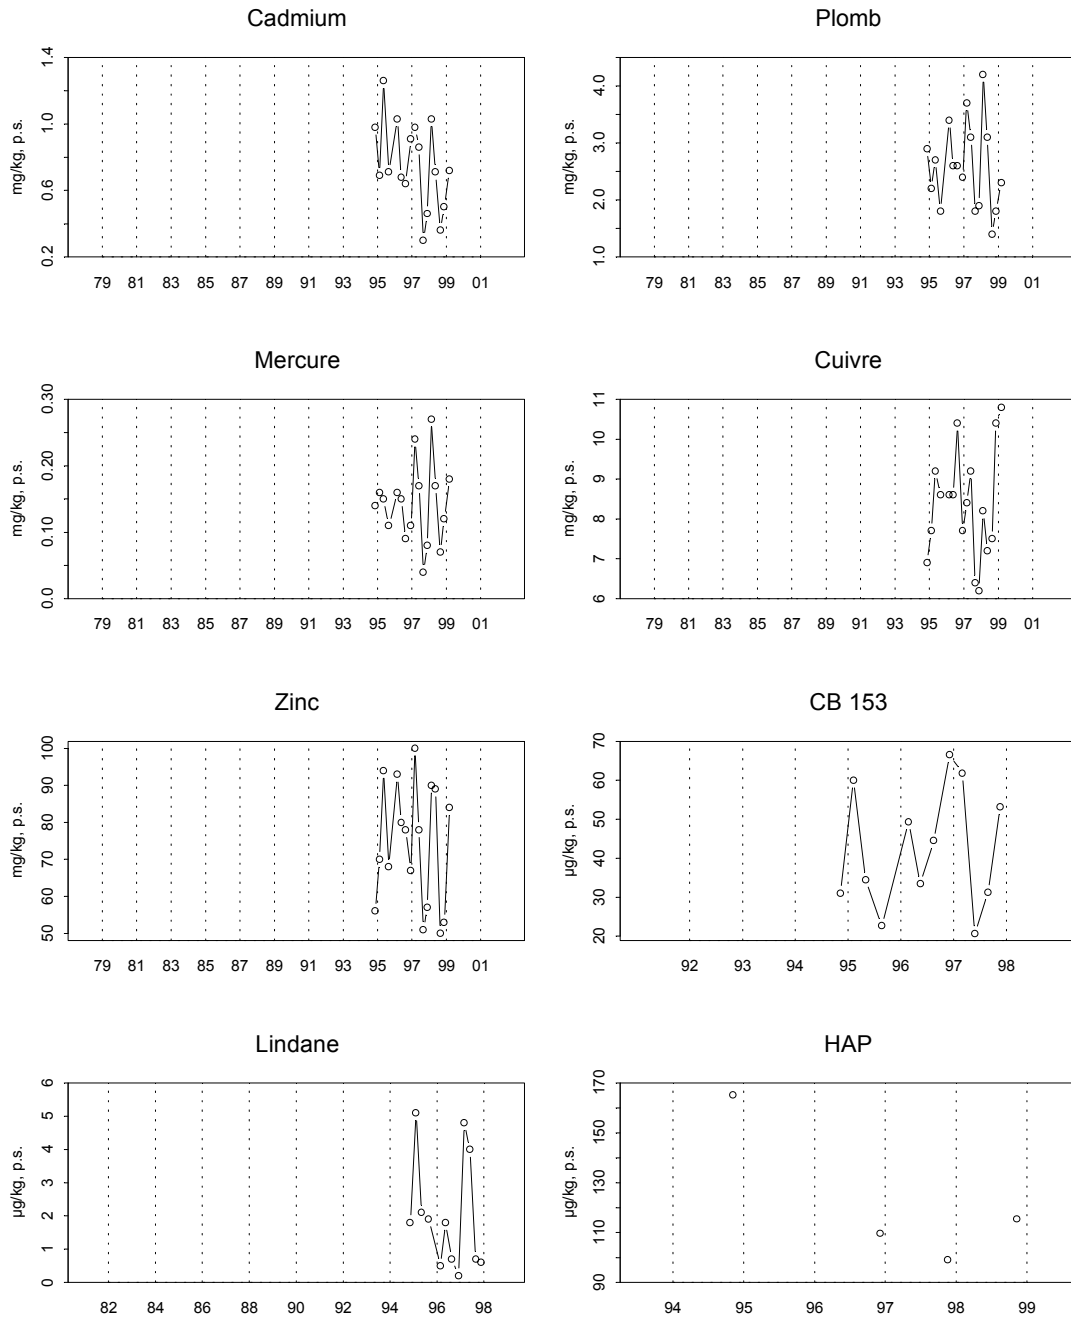 Cadmium
mg/kg, p.s.
1.4
1.0
0.6
0.2
79 81 83 85 87 89 91 93 95 97 99 01
Plomb
mg/kg, p.s.
4.0
3.0
2.0
1.0
79 81 83 85 87 89 91 93 95 97 99 01
Mercure
mg/kg, p.s.
0.30
0.20
0.10
0.0
79 81 83 85 87 89 91 93 95 97 99 01
Cuivre
mg/kg, p.s.
11
10
9
8
7
6
79 81 83 85 87 89 91 93 95 97 99 01
Zinc
mg/kg, p.s.
100
90
80
70
60
50
79 81 83 85 87 89 91 93 95 97 99 01
CB 153
µg/kg, p.s.
70
60
50
40
30
20
92 93 94 95 96 97 98
Lindane
µg/kg, p.s.
6
5
4
3
2
1
0
82 84 86 88 90 92 94 96 98
HAP
µg/kg, p.s.
170
150
130
110
90
94 95 96 97 98 99